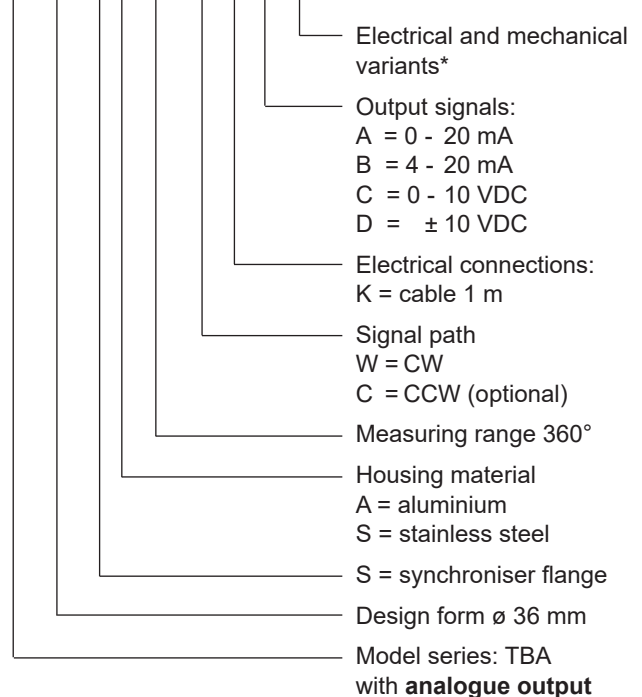 Electrical and mechanical
variants*
Output signals:
A = 0 - 20 mA
B = 4 - 20 mA
C = 0 - 10 VDC
D = ± 10 VDC
Electrical connections:
K = cable 1 m
Signal path
W = CW
C = CCW (optional)
Measuring range 360°
Housing material
A = aluminium
S = stainless steel
S = synchroniser flange
Design form ø 36 mm
Model series: TBA
with analogue output